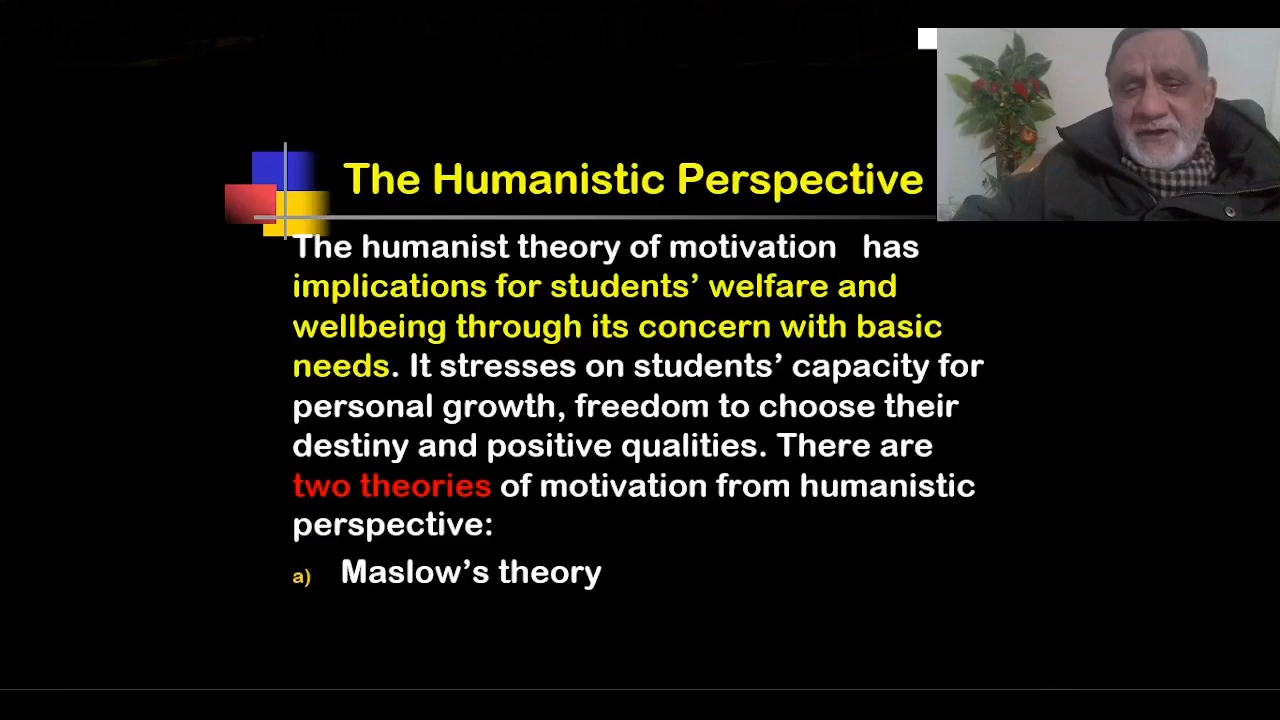 The Humanistic Perspective
The humanist theory of motivation has
implications for students’ welfare and
wellbeing through its concern with basic
needs. It stresses on students’ capacity for
personal growth, freedom to choose their
destiny and positive qualities. There are
two theories of motivation from humanistic
perspective:
a) Maslow’s theory